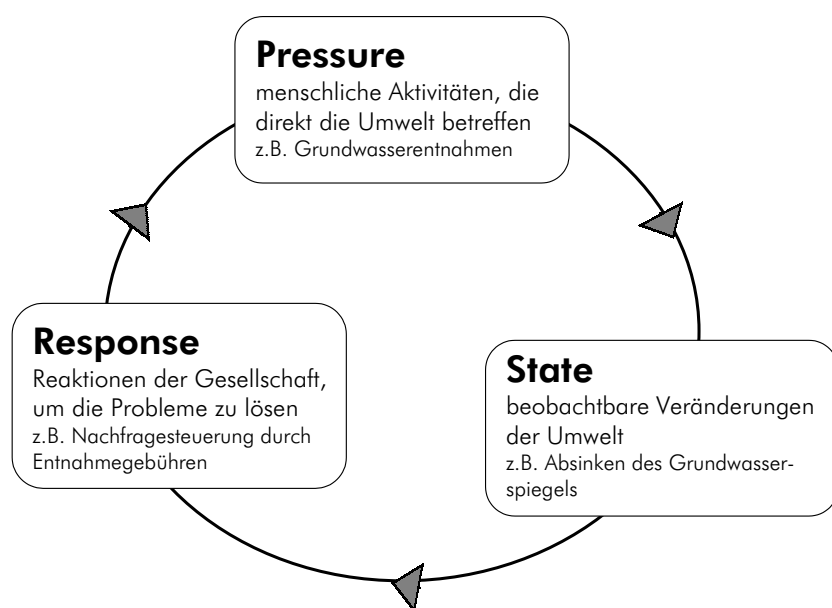 Pressure
menschliche Aktivitäten, die
direkt die Umwelt betreffen
z.B. Grundwasserentnahmen
Response
Reaktionen der Gesellschaft,
um die Probleme zu lösen
z.B. Nachfragesteuerung durch
Entnahmegebühren
State
beobachtbare Veränderungen
der Umwelt
z.B. Absinken des Grundwasser-
spiegels